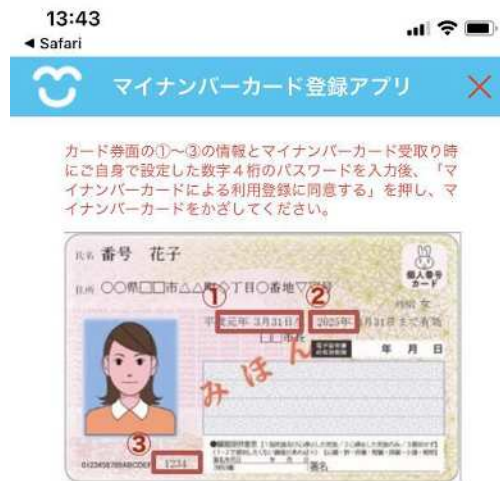 13:43
◀ Safari
マイナンバーカード登録アプリ
カード券面の①〜③の情報とマイナンバーカード受取り時
にご自身で設定した数字４桁のパスワードを入力後、「マ
イナンバーカードによる利用登録に同意する」を押し、マ
イナンバーカードをかざしてください。
氏名 番号 花子
個人番号
カード
住所 〇〇県□□市△△町◇丁目〇番地▽▽号
① ②
性別 女
平成元年 3月31日生 2025年 3月31日まで有効
□□市長
年 月 日
みほん
③
0123456789ABCDEF 1234
署名